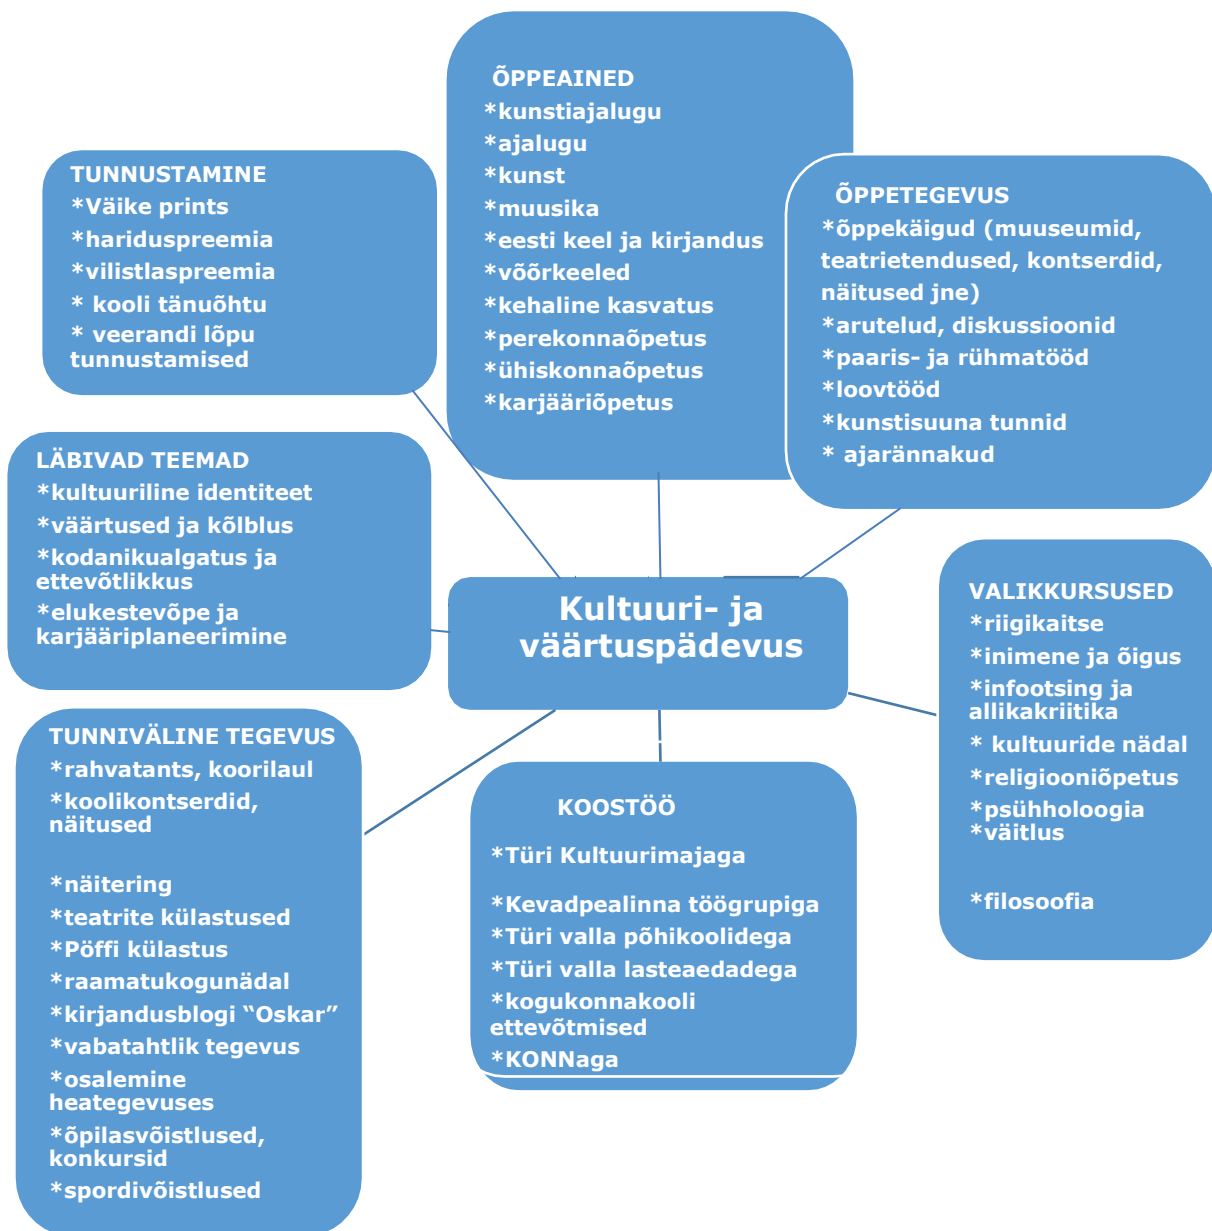 ÕPPEAINED
*kunstiajalugu
*ajalugu
*kunst
*muusika
*eesti keel ja kirjandus
*võõrkeeled
*kehaline kasvatus
*perekonnaõpetus
*ühiskonnaõpetus
*karjääriõpetus
TUNNUSTAMINE
*Väike prints
*hariduspreemia
*vilistlaspreemia
* kooli tänuõhtu
* veerandi lõpu
tunnustamised
ÕPPETEGEVUS
*õppekäigud (muuseumid,
teatrietendused, kontserdid,
näitused jne)
*arutelud, diskussioonid
*paaris– ja rühmatööd
*loovtööd
*kunstisuuna tunnid
* ajarännakud
LÄBIVAD TEEMAD
*kultuuriline identiteet
*väärtused ja kõlblus
*kodanikualgatus ja
ettevõtlikkus
*elukestevõpe ja
karjääriplaneerimine
Kultuuri– ja
väärtuspädevus
VALIKKURSUSED
*riigikaitse
*inimene ja õigus
*infootsing ja
allikakriitika
* kultuuride nädal
*religiooniõpetus
*psühholoogia
*väitlus
*filosoofia
TUNNIVÄLINE TEGEVUS
*rahvatants, koorilaul
*koolikontserdid,
näitused
*näitering
*teatrite külastused
*Pöffi külastus
*raamatukogunädal
*kirjandusblogi “Oskar”
*vabatahtlik tegevus
*osalemine
heategevuses
*õpilasvõistlused,
konkursid
*spordivõistlused
KOOSTÖÖ
*Türi Kultuurimajaga
*Kevadpealinna töögrupiga
*Türi valla põhikoolidega
*Türi valla lasteaedadega
*kogukonnakooli
ettevõtmised
*KONNaga